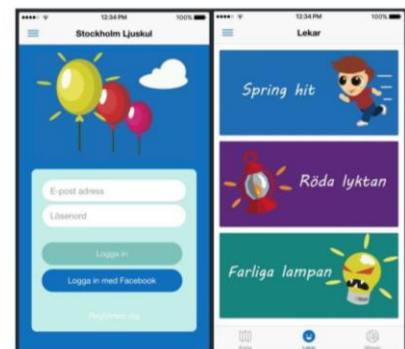 12:34 PM
100%
Stockholm Ljuskul
E-post adress
Lösenord
Logga in
Logga in med Facebook
Registrera dig
12:34 PM
100%
Lekar
Spring hit
Röda lyktan
Farliga lampan
Lekar